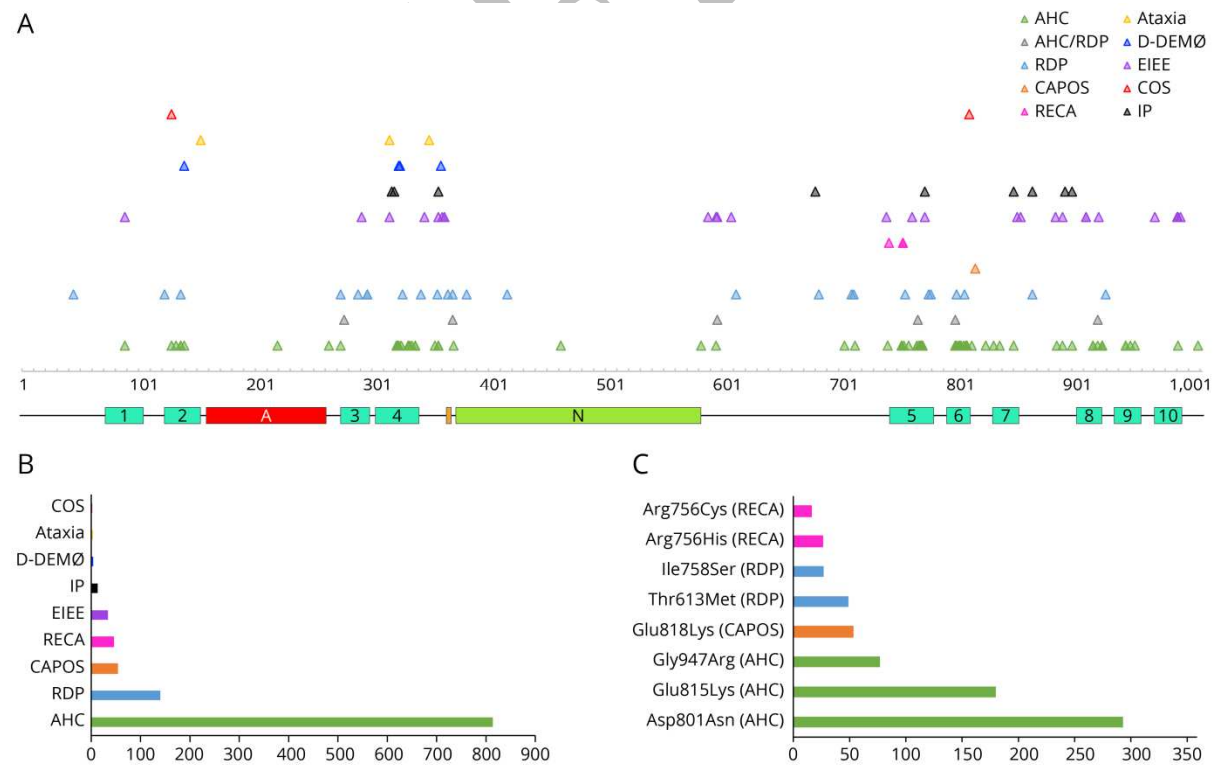 A
AHC
Ataxia
AHC/RDP
D-DEMØ
RDP
EIEE
CAPOS
COS
RECA
IP
1 101 201 301 401 501 601 701 801 901 1,001
1 2 A 3 4 N 5 6 7 8 9 10
B
COS
Ataxia
D-DEMØ
IP
EIEE
RECA
CAPOS
RDP
AHC
0 100 200 300 400 500 600 700 800 900
C
Arg756Cys (RECA)
Arg756His (RECA)
Ile758Ser (RDP)
Thr613Met (RDP)
Glu818Lys (CAPOS)
Gly947Arg (AHC)
Glu815Lys (AHC)
Asp801Asn (AHC)
0 50 100 150 200 250 300 350